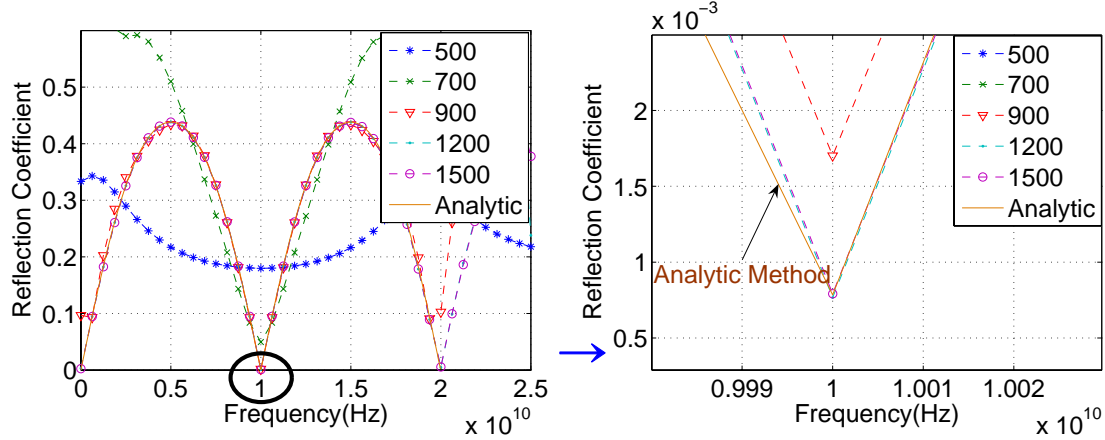 Reflection Coefficient
0.5
0.4
0.3
0.2
0.1
0
0 0.5 1 1.5 2 2.5
Frequency(Hz)
x 10^10
500
700
900
1200
1500
Analytic
x 10^−3
Reflection Coefficient
2
1.5
1
0.5
0.999 1 1.001 1.002
Frequency(Hz)
x 10^10
500
700
900
1200
1500
Analytic
Analytic Method